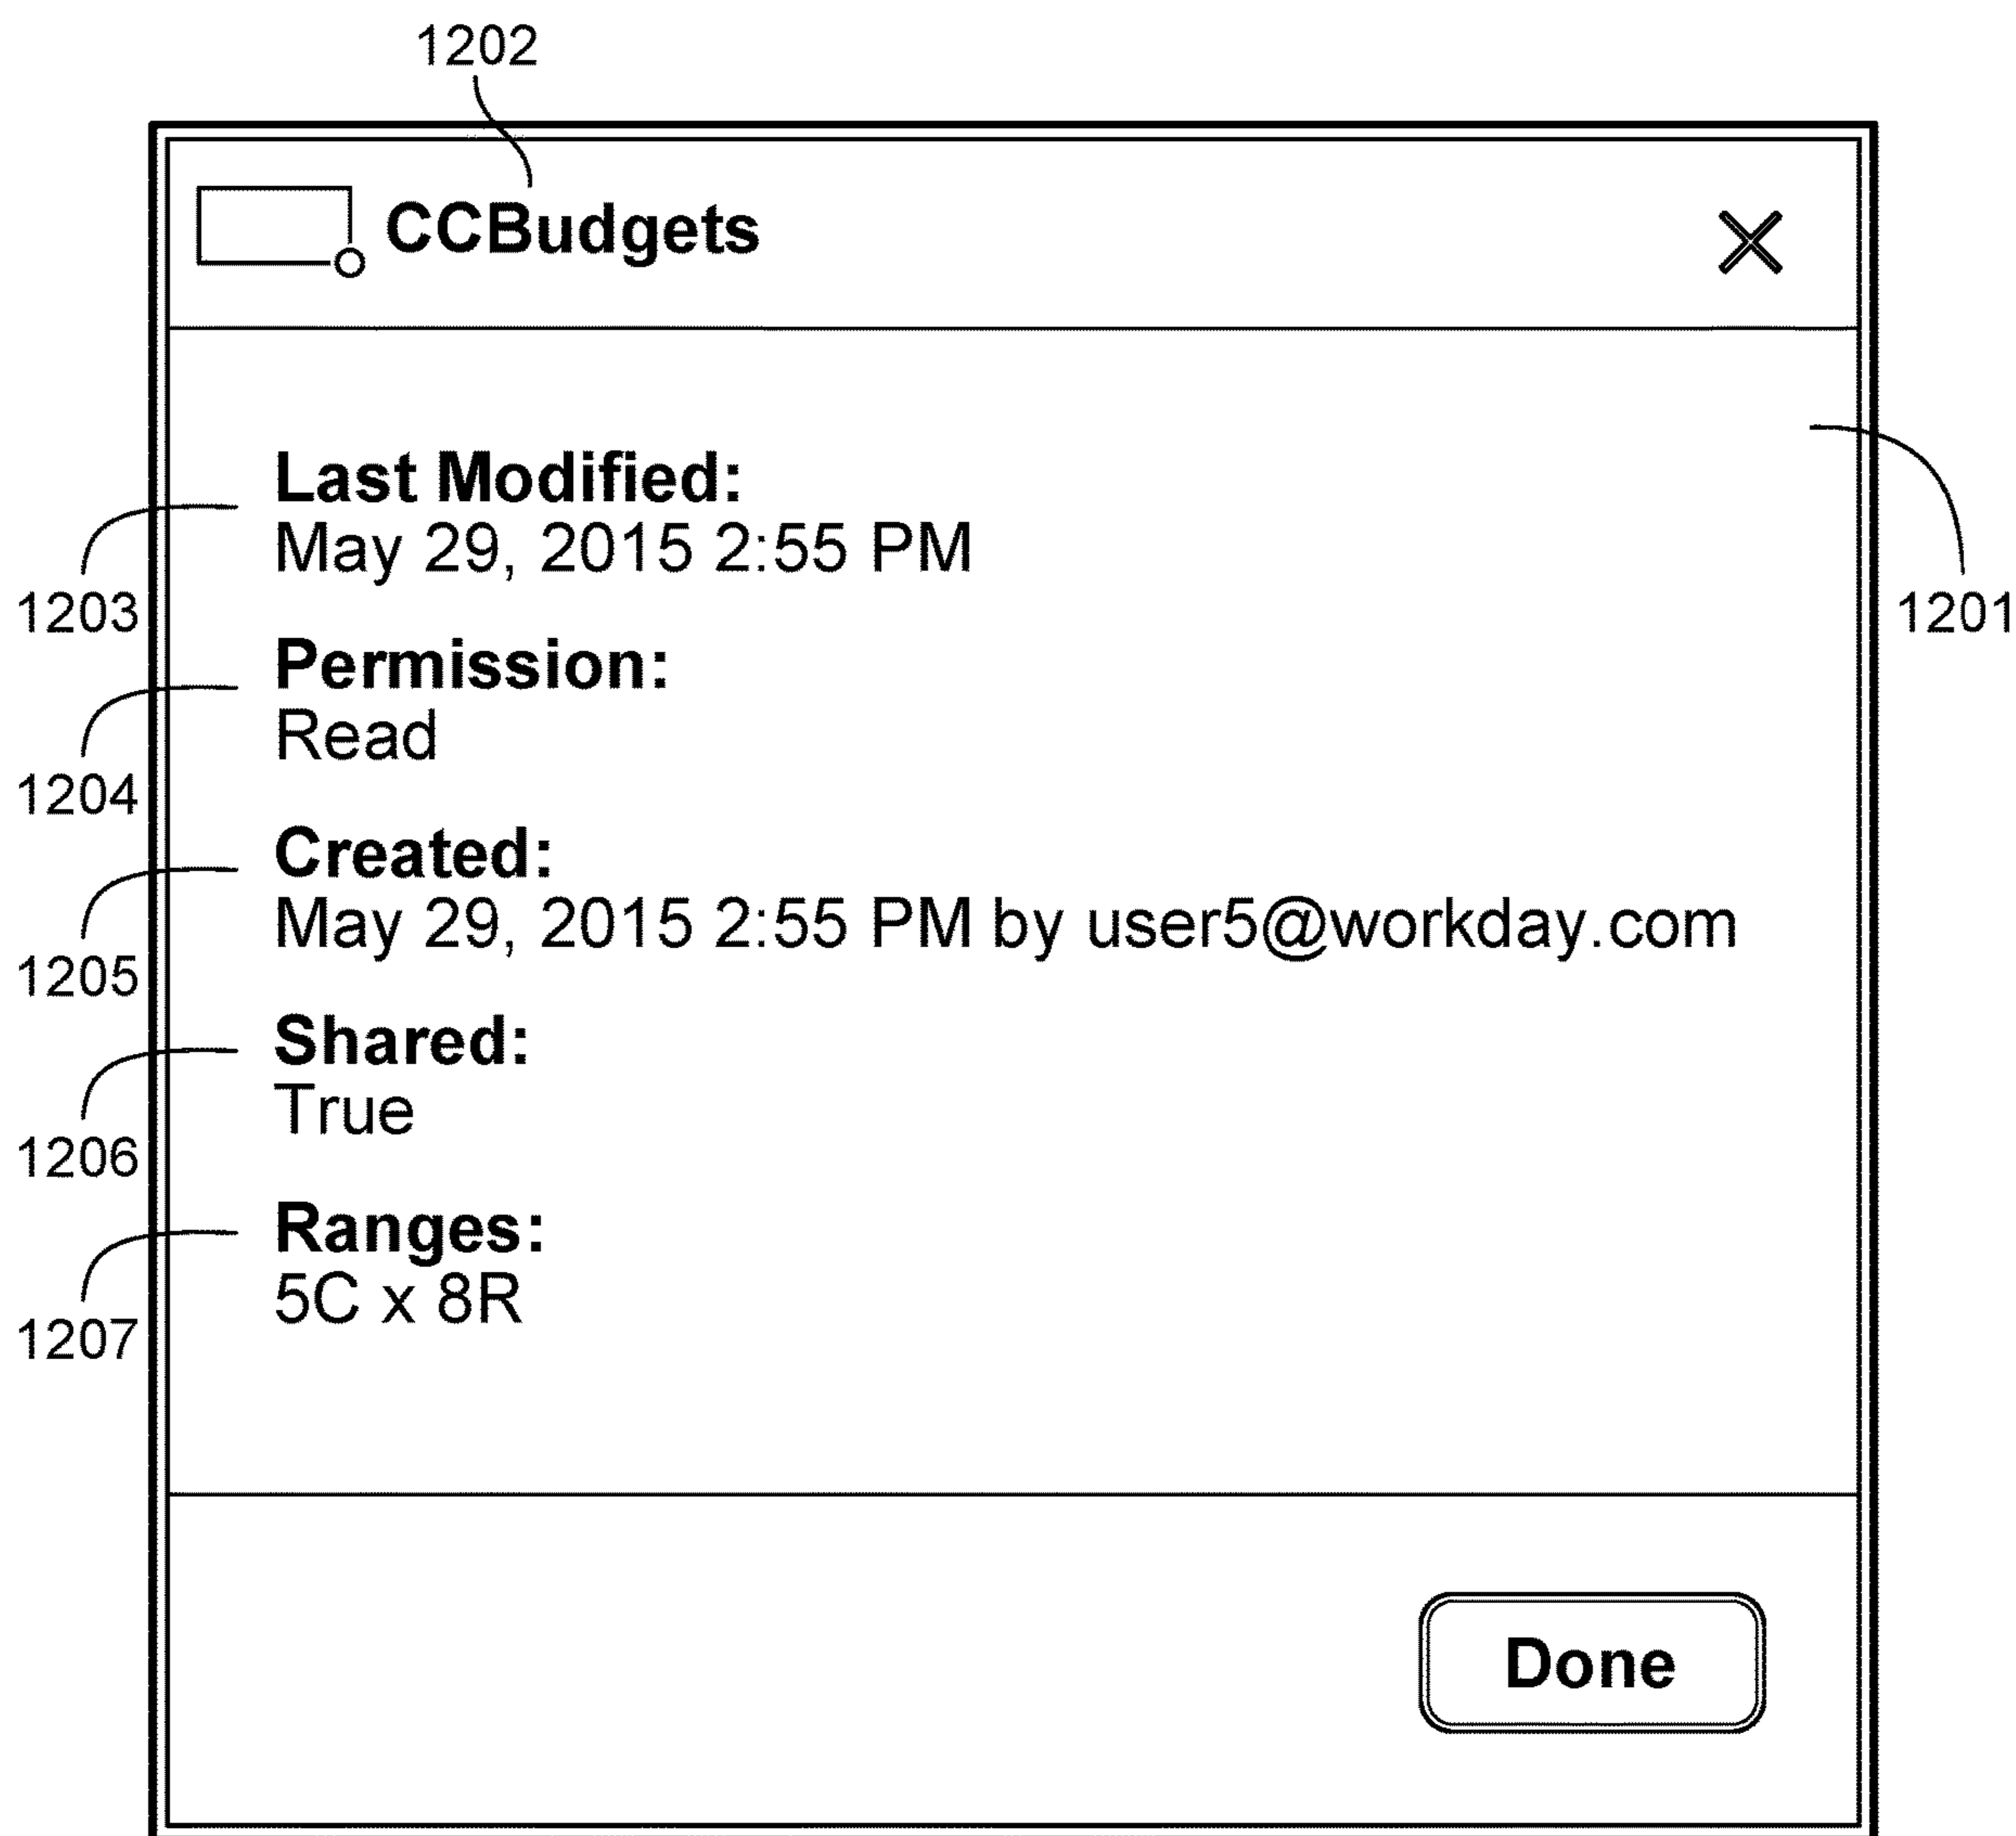 1202
CCBudgets
Last Modified:
May 29, 2015 2:55 PM
1203
1201
Permission:
Read
1204
Created:
May 29, 2015 2:55 PM by user5@workday.com
1205
Shared:
True
1206
Ranges:
5C x 8R
1207
Done